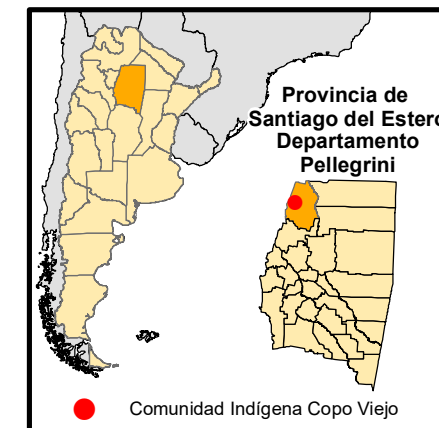 Provincia de
Santiago del Estero
Departamento
Pellegrini
Comunidad Indígena Copo Viejo